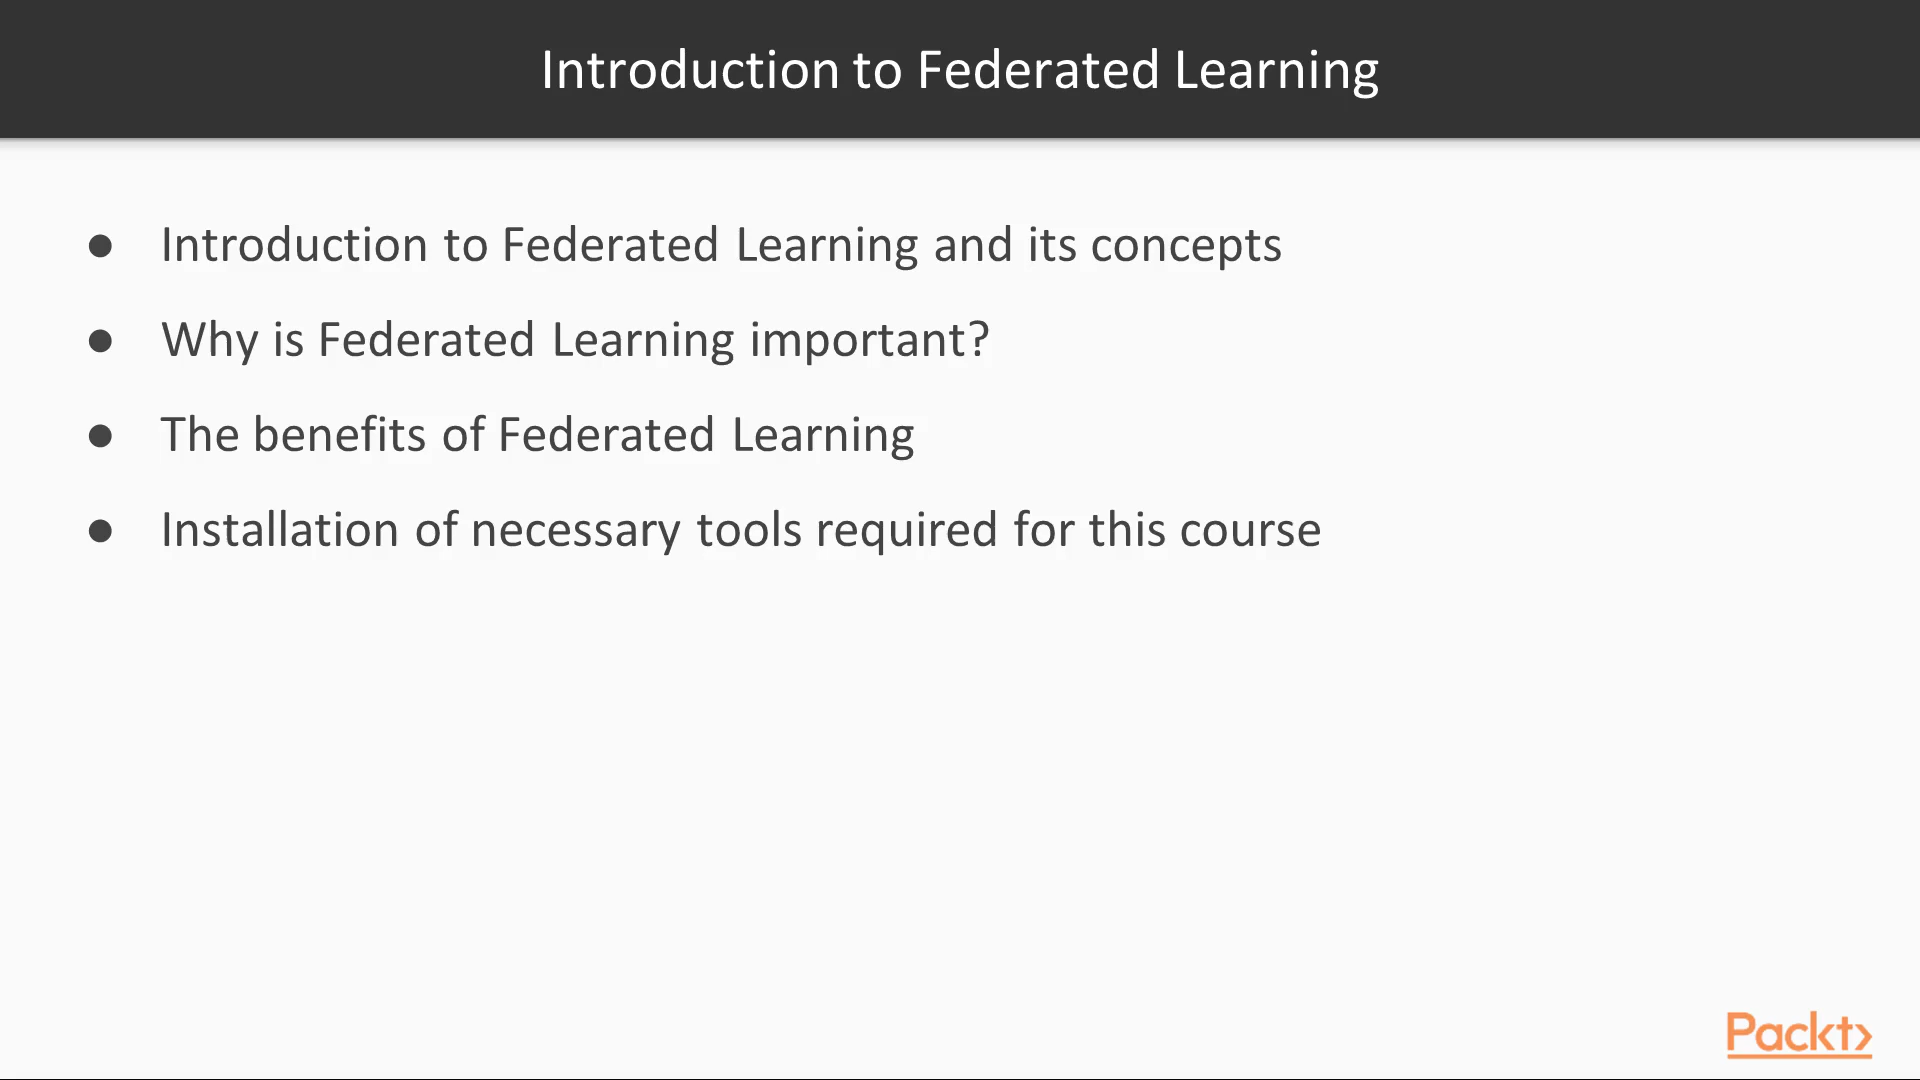 Introduction to Federated Learning
● Introduction to Federated Learning and its concepts
● Why is Federated Learning important?
● The benefits of Federated Learning
● Installation of necessary tools required for this course
Packt>